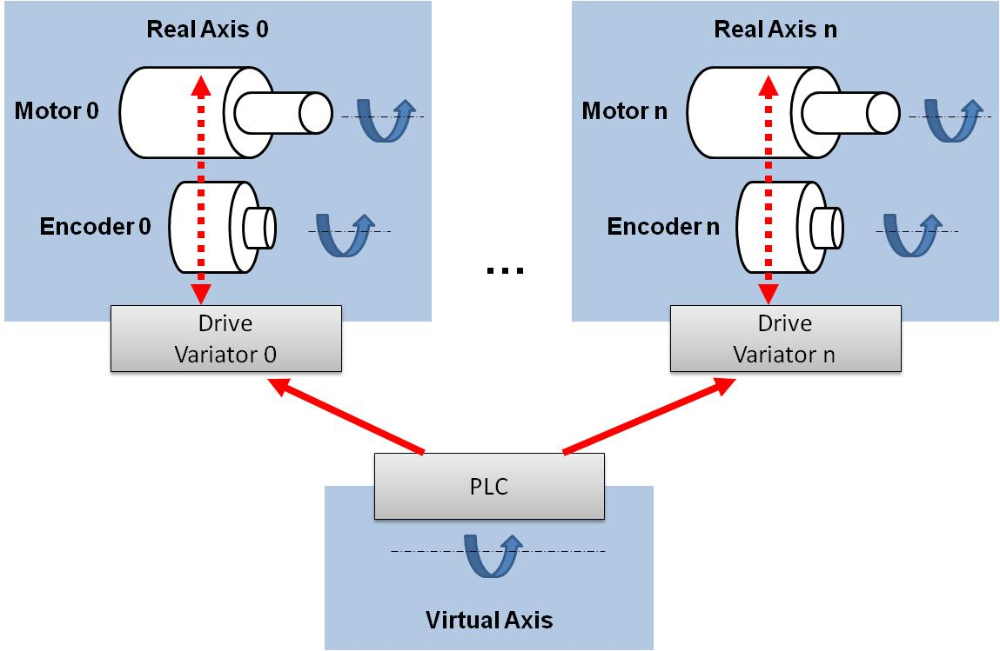 Real Axis 0
Motor 0
Encoder 0
Drive
Variator 0
...
Real Axis n
Motor n
Encoder n
Drive
Variator n
PLC
Virtual Axis